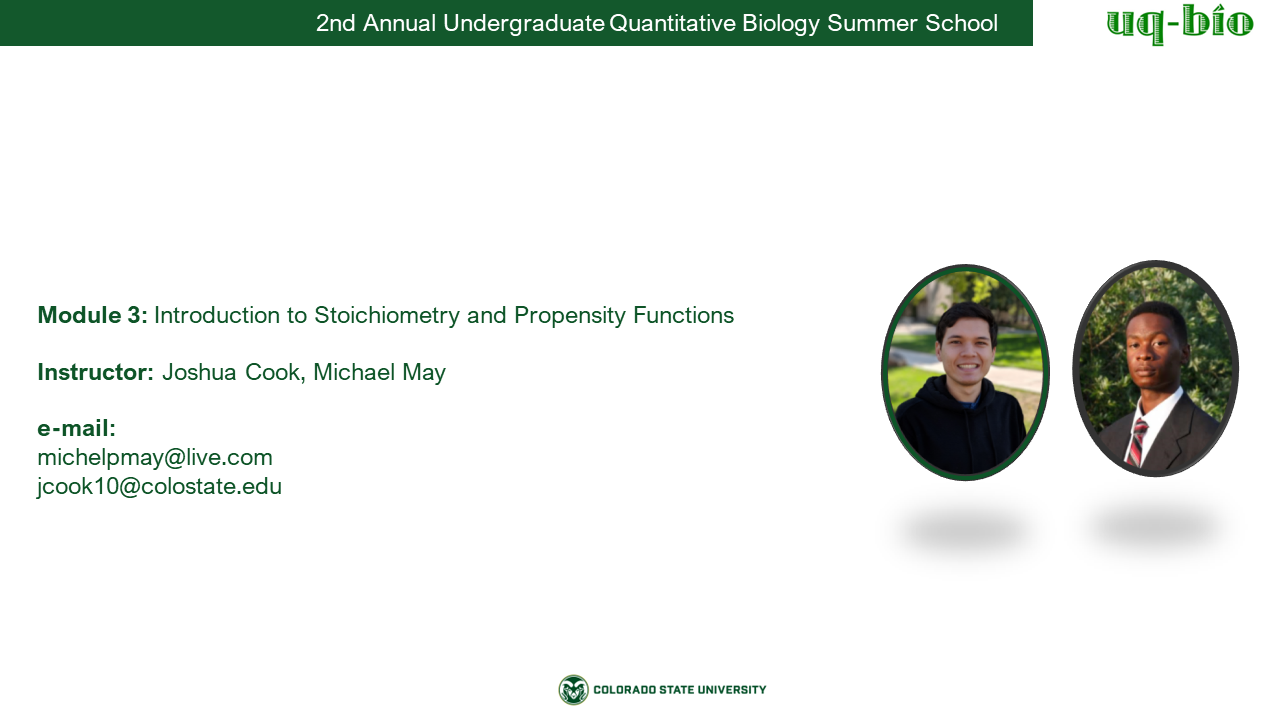 2nd Annual Undergraduate Quantitative Biology Summer School
uq-bío
Module 3: Introduction to Stoichiometry and Propensity Functions
Instructor: Joshua Cook, Michael May
e-mail:
michelpmay@live.com
jcook10@colostate.edu
COLORADO STATE UNIVERSITY